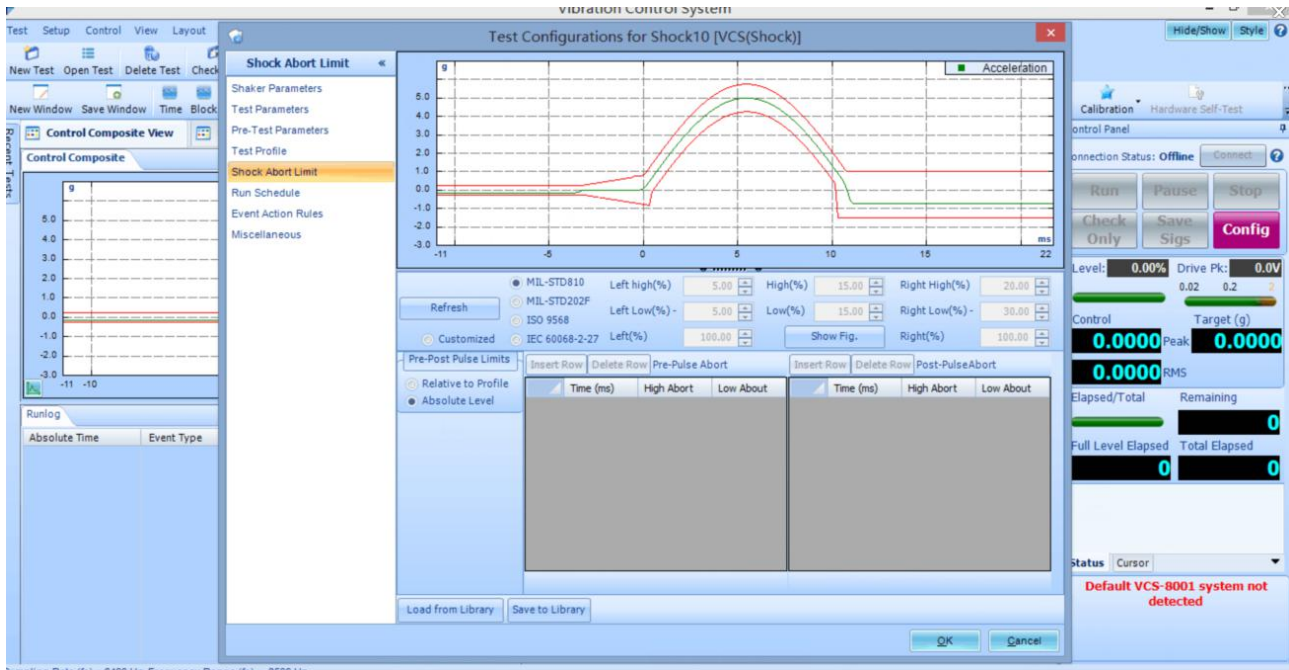 Vibration Control System
Test Setup Control View Layout
Hide/Show Style
New Test Open Test Delete Test Check
New Window Save Window Time Block
Calibration Hardware Self-Test
Recent Tests
Control Composite View
Control Composite
g
5.0
4.0
3.0
2.0
1.0
0.0
-1.0
-2.0
-3.0
-11 -10
Runlog
Absolute Time Event Type
Test Configurations for Shock10 [VCS(Shock)]
Shock Abort Limit «
Shaker Parameters
Test Parameters
Pre-Test Parameters
Test Profile
Shock Abort Limit
Run Schedule
Event Action Rules
Miscellaneous
g
Acceleration
5.0
4.0
3.0
2.0
1.0
0.0
-1.0
-2.0
-3.0
ms
-11 -5 0 5 10 15 22
Refresh
Customized
MIL-STD810
MIL-STD202F
ISO 9568
IEC 60068-2-27
Left high(%) 5.00 High(%) 15.00 Right High(%) 20.00
Left Low(%) - 5.00 Low(%) 15.00 Right Low(%) - 30.00
Left(%) 100.00 Show Fig. Right(%) 100.00
Pre-Post Pulse Limits
Relative to Profile
Absolute Level
Insert Row Delete Row Pre-Pulse Abort
Time (ms) High Abort Low About
Insert Row Delete Row Post-PulseAbort
Time (ms) High Abort Low About
Load from Library Save to Library
OK Cancel
ontrol Panel
onnection Status: Offline Connect
Run Pause Stop
Check Only Save Sigs Config
Level: 0.00% Drive Pk: 0.0V
0.02 0.2 2
Control Target (g)
0.0000 Peak 0.0000
0.0000 RMS
Elapsed/Total Remaining
0
Full Level Elapsed Total Elapsed
0 0
Status Cursor
Default VCS-8001 system not
detected